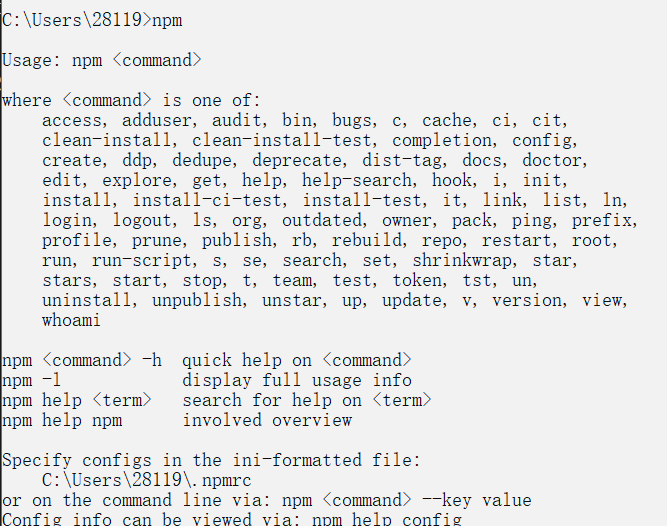 C:\Users\28119>npm
Usage: npm <command>
where <command> is one of:
access, adduser, audit, bin, bugs, c, cache, ci, cit,
clean-install, clean-install-test, completion, config,
create, ddp, dedupe, deprecate, dist-tag, docs, doctor,
edit, explore, get, help, help-search, hook, i, init,
install, install-ci-test, install-test, it, link, list, ln,
login, logout, ls, org, outdated, owner, pack, ping, prefix,
profile, prune, publish, rb, rebuild, repo, restart, root,
run, run-script, s, se, search, set, shrinkwrap, star,
stars, start, stop, t, team, test, token, tst, un,
uninstall, unpublish, unstar, up, update, v, version, view,
whoami
npm <command> -h  quick help on <command>
npm -l            display full usage info
npm help <term>   search for help on <term>
npm help npm      involved overview
Specify configs in the ini-formatted file:
C:\Users\28119\.npmrc
or on the command line via: npm <command> --key value
Config info can be viewed via: npm help config